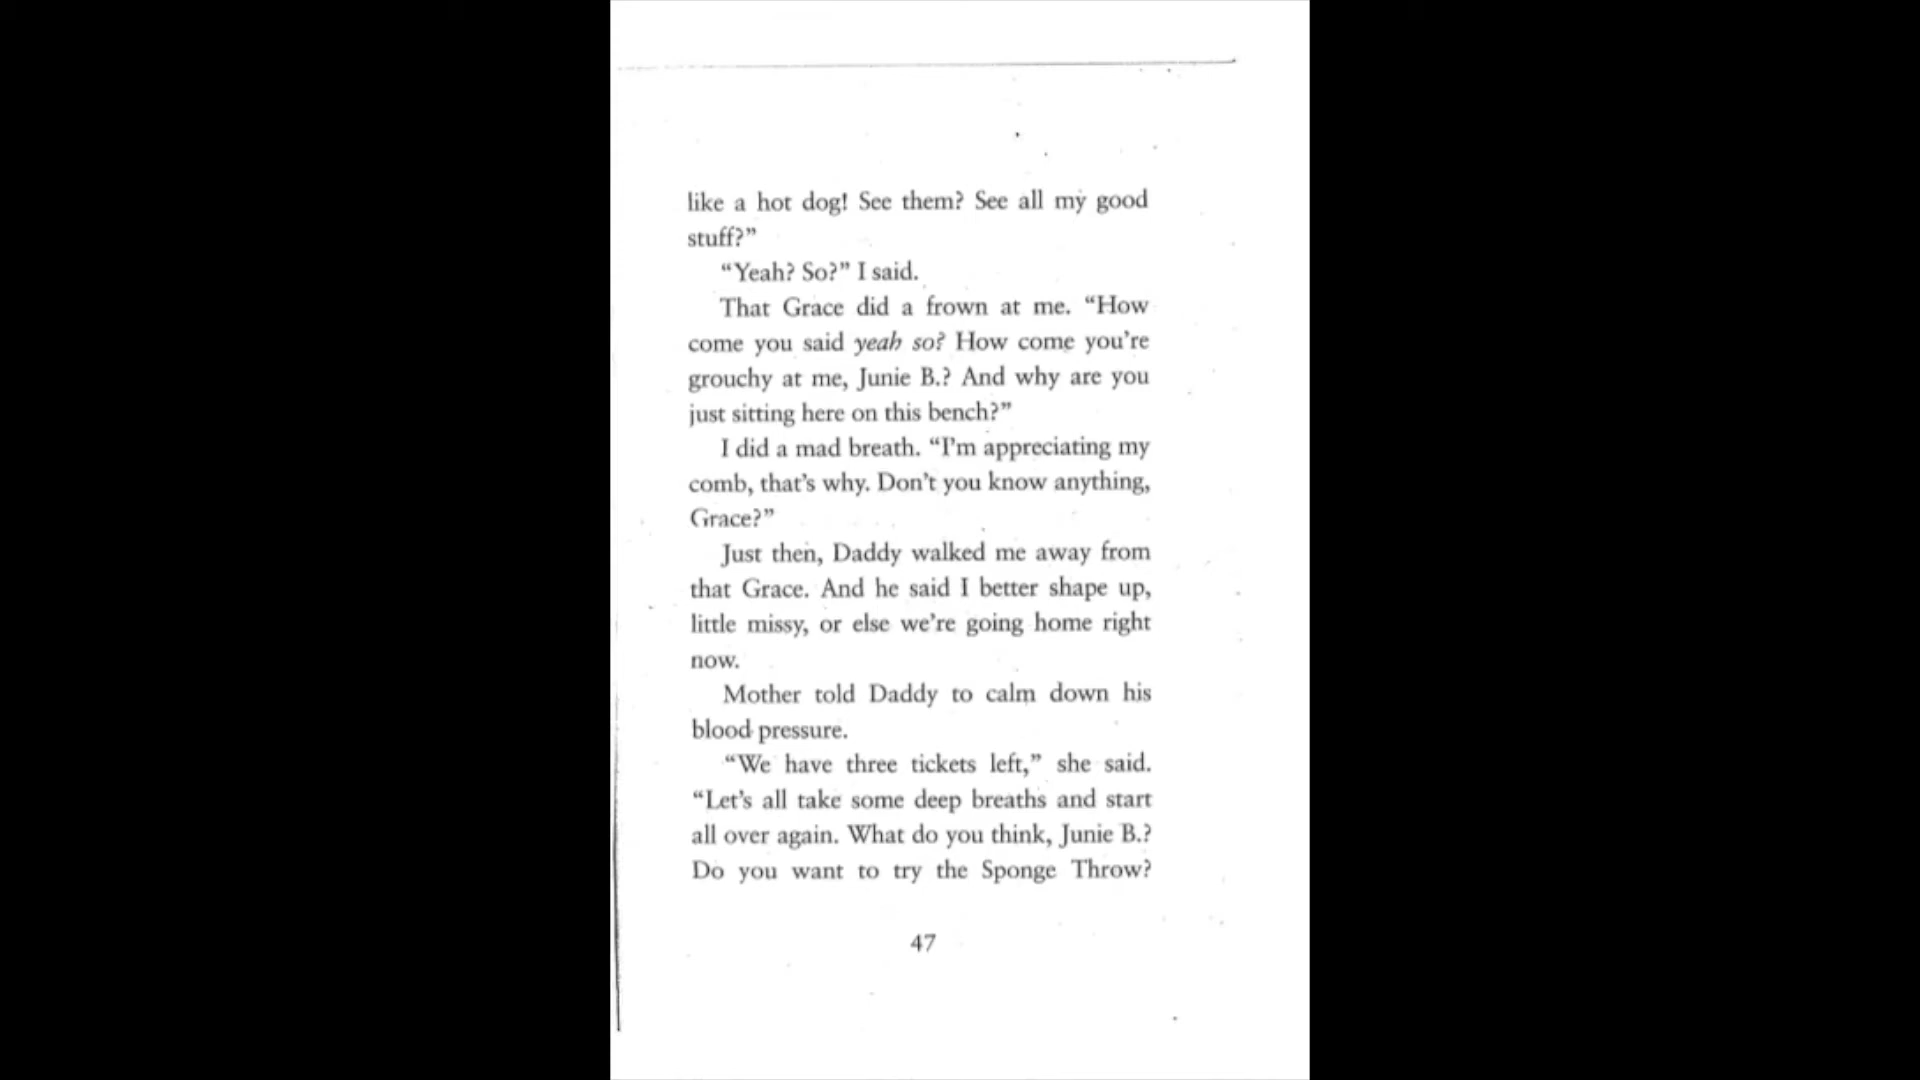 like a hot dog! See them? See all my good
stuff?”
“Yeah? So?” I said.
That Grace did a frown at me. “How
come you said yeah so? How come you’re
grouchy at me, Junie B.? And why are you
just sitting here on this bench?”
I did a mad breath. “I’m appreciating my
comb, that’s why. Don’t you know anything,
Grace?”
Just then, Daddy walked me away from
that Grace. And he said I better shape up,
little missy, or else we’re going home right
now.
Mother told Daddy to calm down his
blood pressure.
“We have three tickets left,” she said.
“Let’s all take some deep breaths and start
all over again. What do you think, Junie B.?
Do you want to try the Sponge Throw?
47